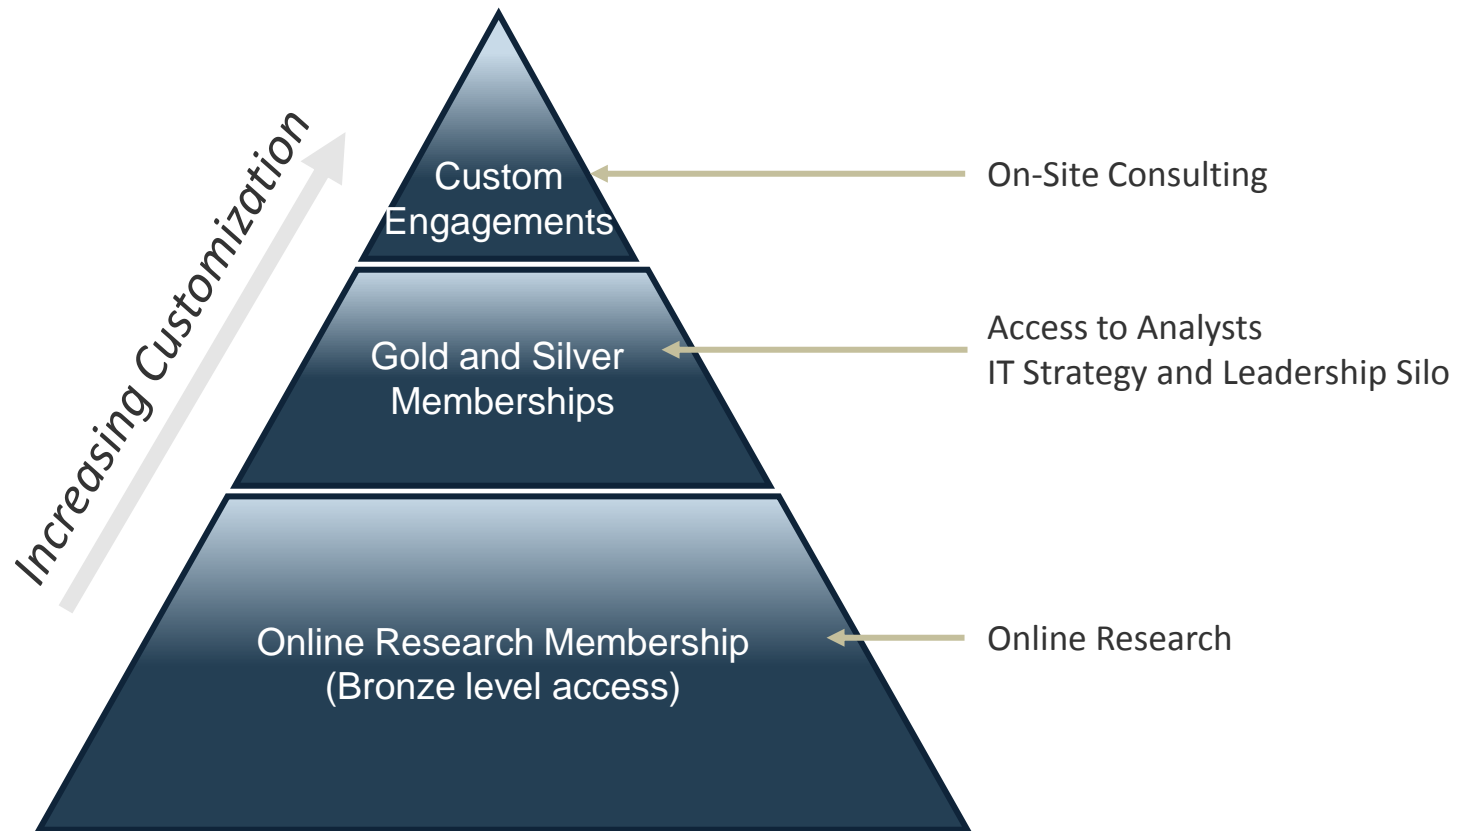 Increasing Customization
Custom
Engagements
On-Site Consulting
Gold and Silver
Memberships
Access to Analysts
IT Strategy and Leadership Silo
Online Research Membership
(Bronze level access)
Online Research